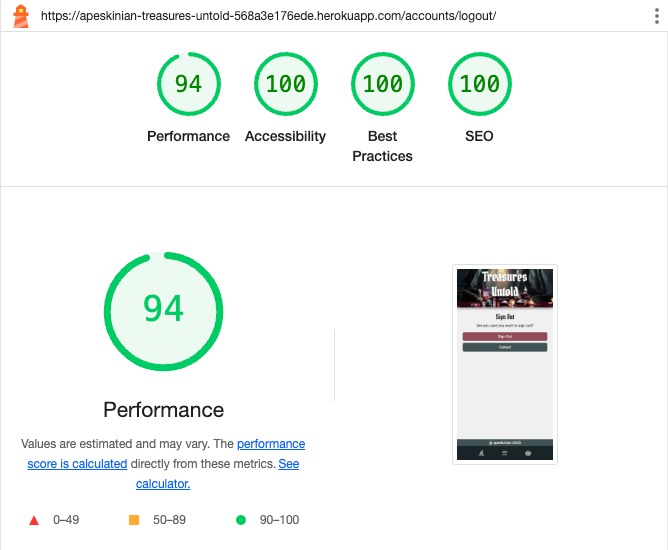 https://apeskinian-treasures-untold-568a3e176ede.herokuapp.com/accounts/logout/
94
100
100
100
Performance
Accessibility
Best
Practices
SEO
94
Performance
Values are estimated and may vary. The performance
score is calculated directly from these metrics. See
calculator.
0–49
50–89
90–100
Treasures
Untold
Sign Out
Are you sure you want to sign out?
Sign Out
Cancel